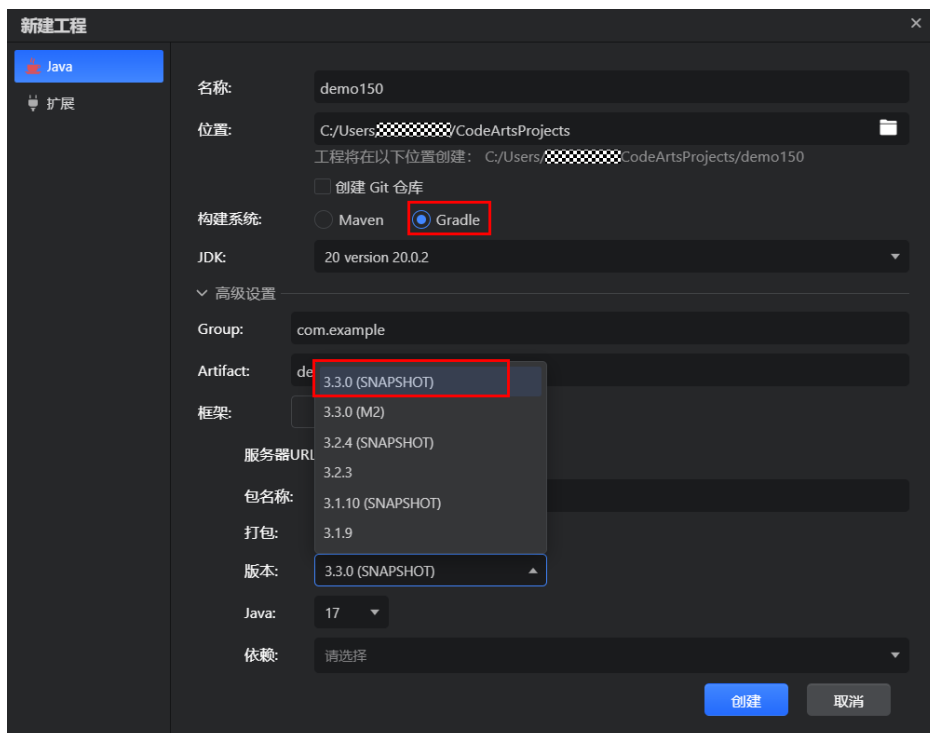 新建工程
Java
扩展
名称: demo150
位置: C:/Users/ /CodeArtsProjects
工程将在以下位置创建: C:/Users/ CodeArtsProjects/demo150
创建 Git 仓库
构建系统: Maven Gradle
JDK: 20 version 20.0.2
高级设置
Group: com.example
Artifact: de
3.3.0 (SNAPSHOT)
框架:
3.3.0 (M2)
3.2.4 (SNAPSHOT)
服务器URL
3.2.3
包名称:
3.1.10 (SNAPSHOT)
打包:
3.1.9
版本: 3.3.0 (SNAPSHOT)
Java: 17
依赖: 请选择
创建 取消